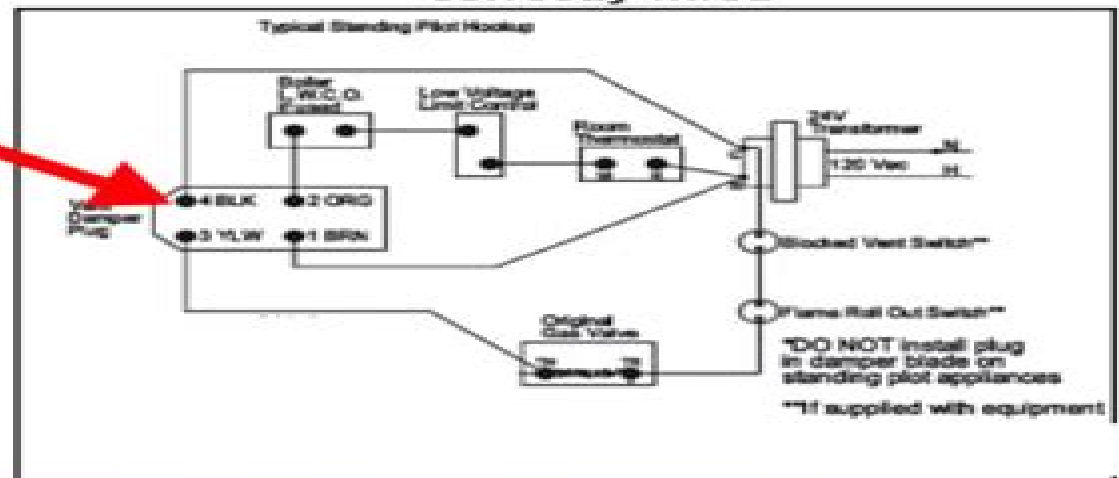 Typical Standing Pilot Hookup
Boiler
L.W.C.O.
Low Voltage
Limit Control
Room
Thermostat
24V
Transformer
120 Vac
N
H
4 BLK
2 ORG
3 YLW
1 BRN
Vent
Damper
Plug
Blocked Vent Switch**
Flame Roll Out Switch**
Original
Gas Valve
*DO NOT install plug
in damper blade on
standing pilot appliances
**If supplied with equipment